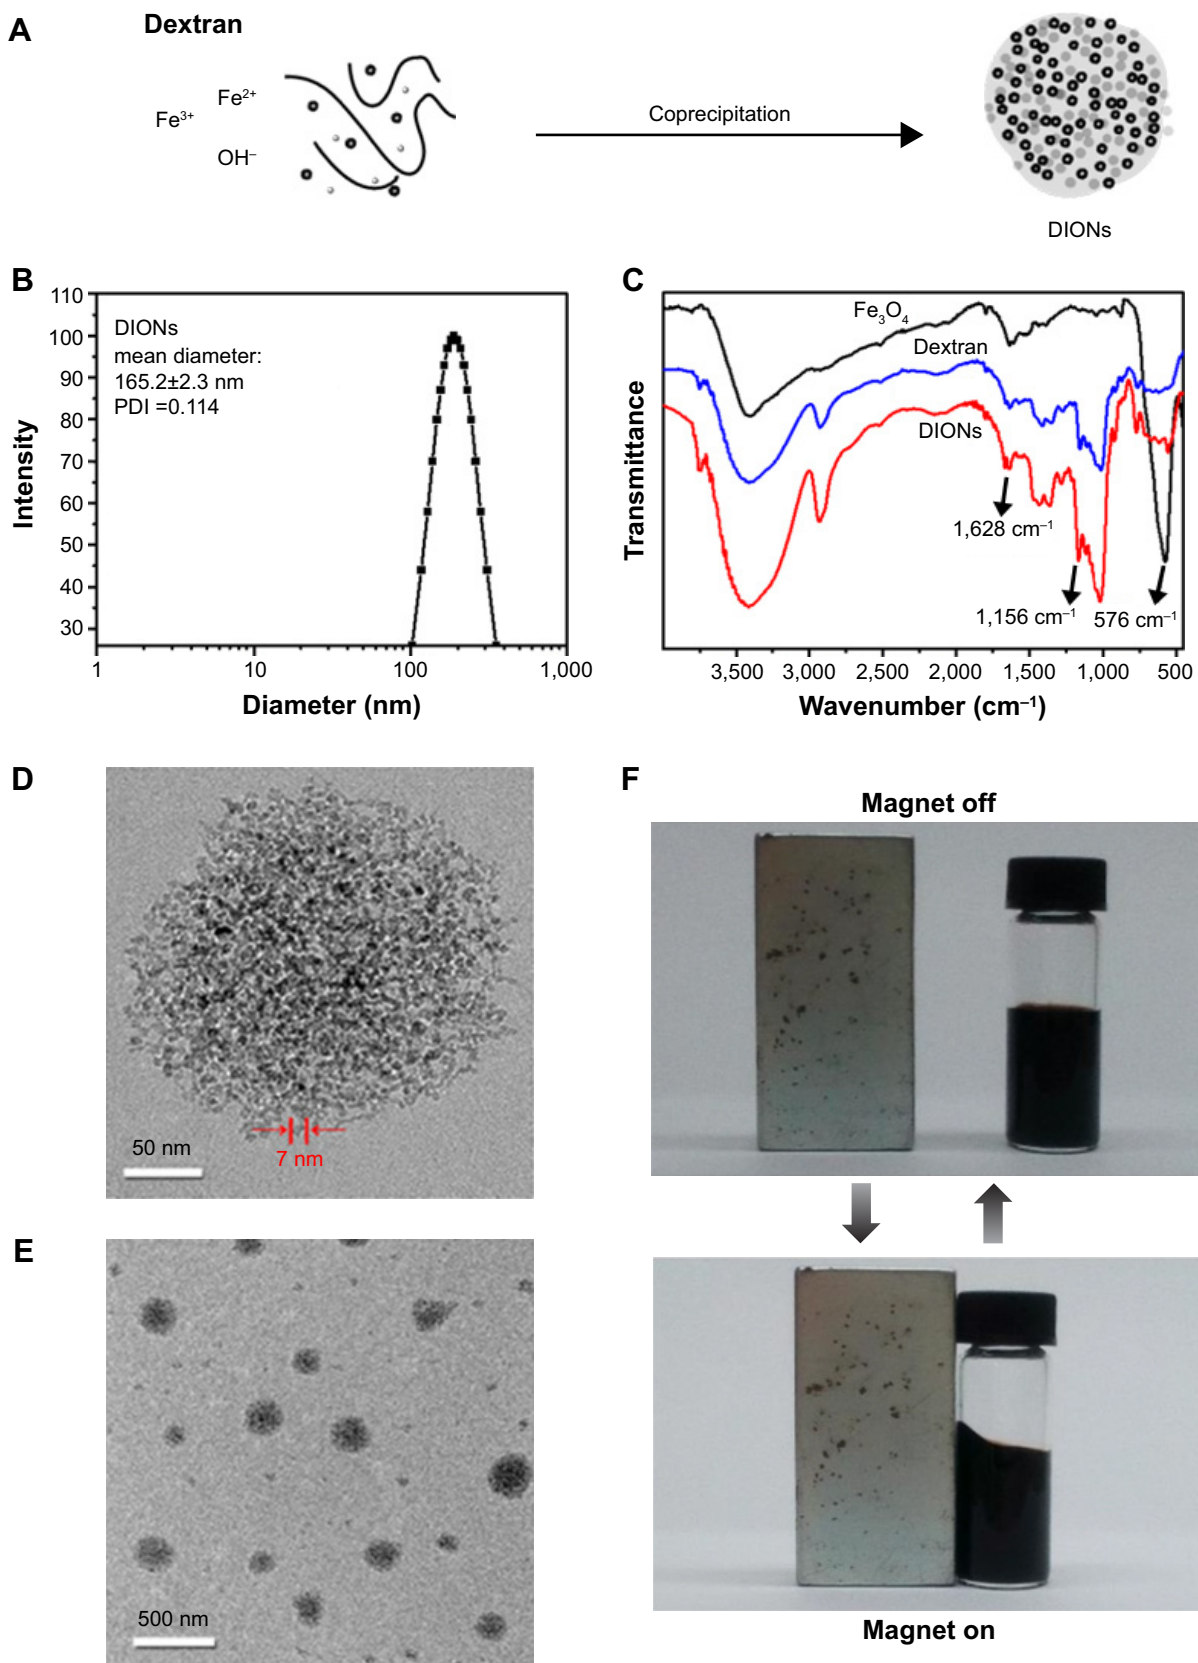 A
Dextran
Fe²⁺
Fe³⁺
OH⁻
Coprecipitation
DIONs
B
110
100
90
80
70
60
50
40
30
Intensity
DIONs
mean diameter:
165.2±2.3 nm
PDI =0.114
1
10
100
1,000
Diameter (nm)
C
Transmittance
Fe₃O₄
Dextran
DIONs
1,628 cm⁻¹
1,156 cm⁻¹
576 cm⁻¹
3,500
3,000
2,500
2,000
1,500
1,000
500
Wavenumber (cm⁻¹)
D
50 nm
7 nm
E
500 nm
F
Magnet off
Magnet on